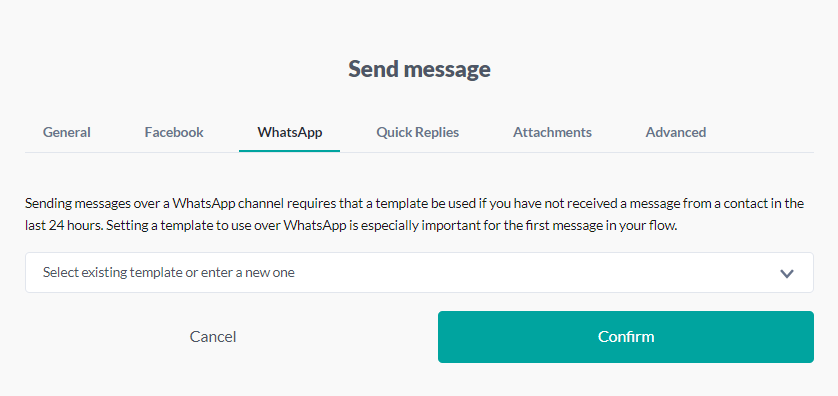 Send message
General Facebook WhatsApp Quick Replies Attachments Advanced
Sending messages over a WhatsApp channel requires that a template be used if you have not received a message from a contact in the
last 24 hours. Setting a template to use over WhatsApp is especially important for the first message in your flow.
Select existing template or enter a new one
Cancel Confirm